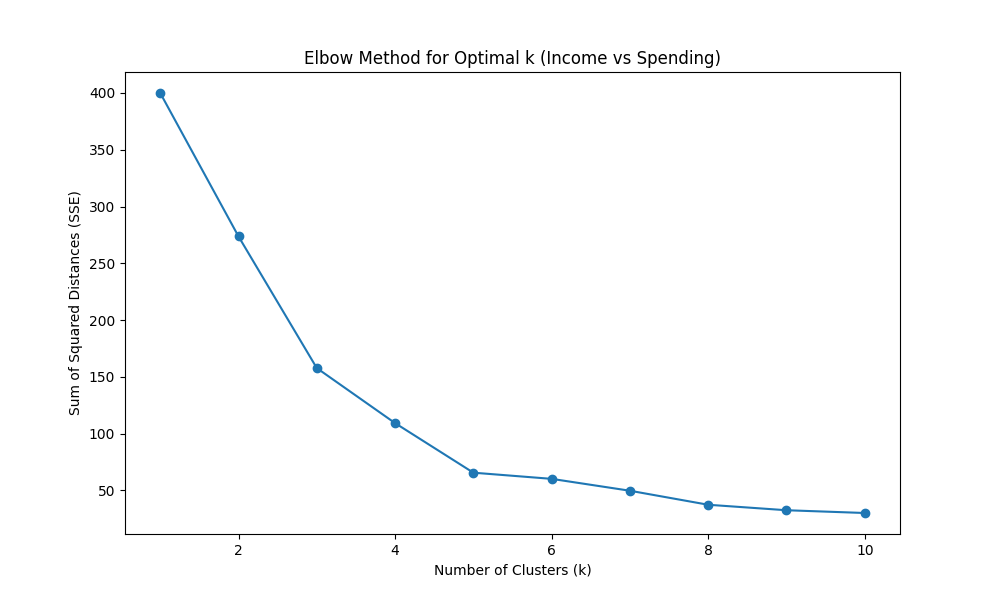 Elbow Method for Optimal k (Income vs Spending)
Sum of Squared Distances (SSE)
400
350
300
250
200
150
100
50
2 4 6 8 10
Number of Clusters (k)